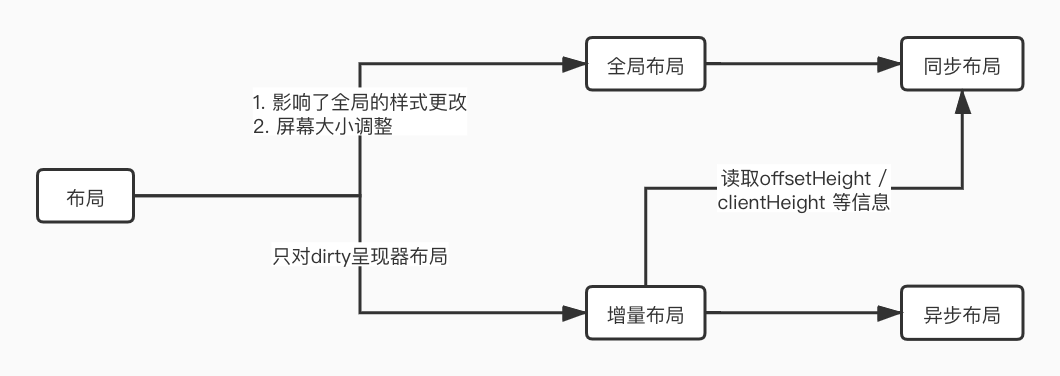 全局布局
同步布局
1. 影响了全局的样式更改
2. 屏幕大小调整
布局
读取offsetHeight /
clientHeight 等信息
只对dirty呈现器布局
增量布局
异步布局